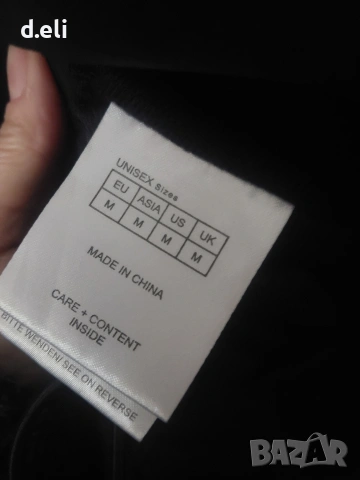 d.eli
UNISEX Sizes
EU ASIA US UK
M M M M
MADE IN CHINA
CARE + CONTENT
INSIDE
BITTE WENDEN/ SEE ON REVERSE
BAZAR